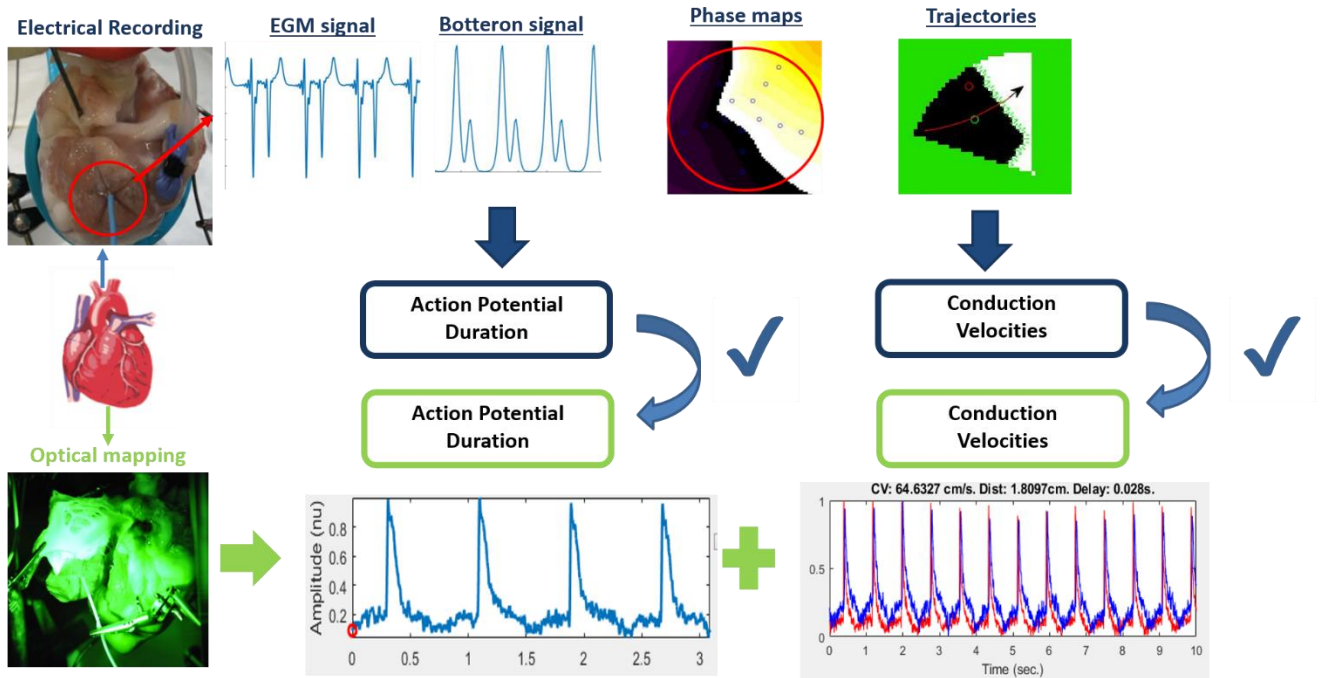 Electrical Recording
EGM signal
Botteron signal
Phase maps
Trajectories
Action Potential
Duration
Conduction
Velocities
Action Potential
Duration
Conduction
Velocities
Optical mapping
Amplitude (nu)
0.8
0.6
0.4
0.2
0
0.5
1
1.5
2
2.5
3
CV: 64.6327 cm/s. Dist: 1.8097cm. Delay: 0.028s.
1
0.5
0
0
1
2
3
4
5
6
7
8
9
10
Time (sec.)